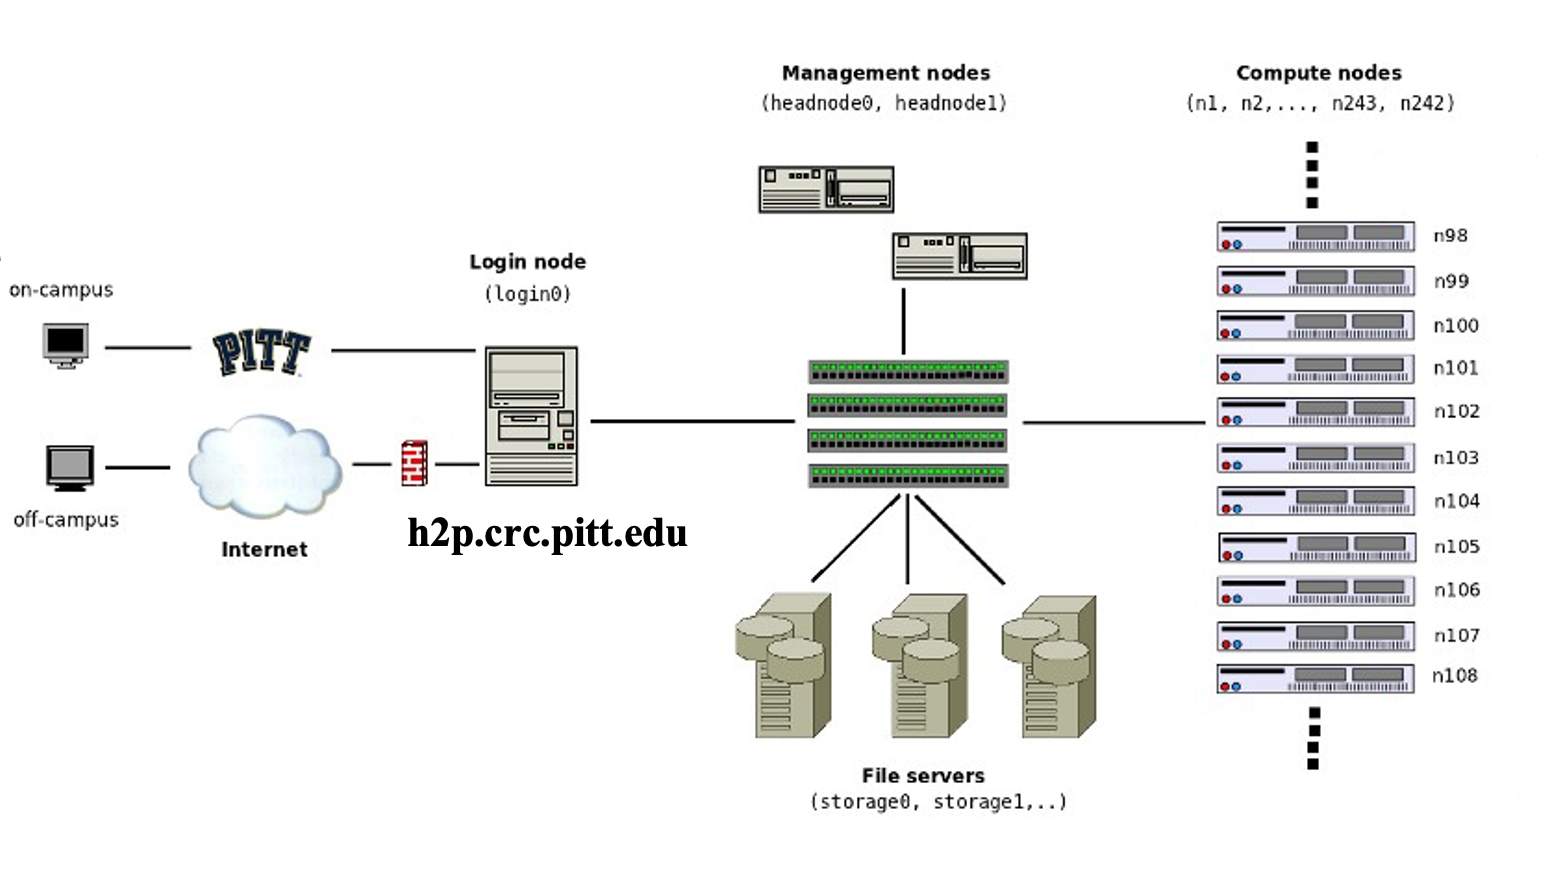 Management nodes
(headnode0, headnode1)
Compute nodes
(n1, n2,..., n243, n242)
Login node
(login0)
on-campus
PITT
off-campus
Internet
h2p.crc.pitt.edu
File servers
(storage0, storage1,..)
n98
n99
n100
n101
n102
n103
n104
n105
n106
n107
n108